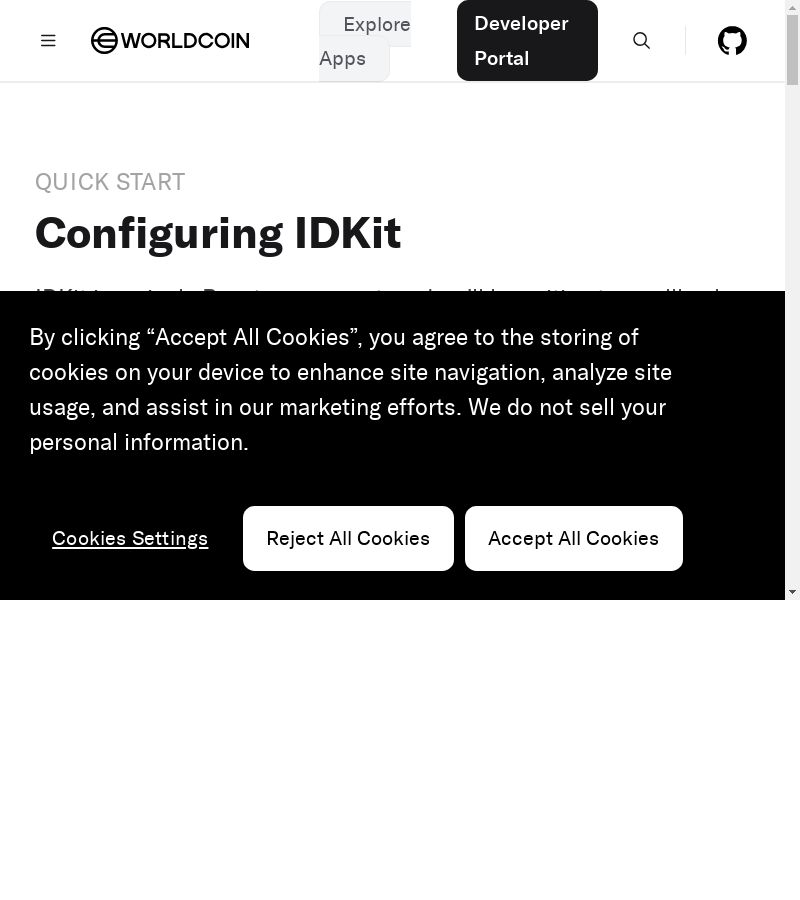 WORLDCOIN
Explore
Apps
Developer
Portal
QUICK START
Configuring IDKit
By clicking “Accept All Cookies”, you agree to the storing of
cookies on your device to enhance site navigation, analyze site
usage, and assist in our marketing efforts. We do not sell your
personal information.
Cookies Settings
Reject All Cookies
Accept All Cookies